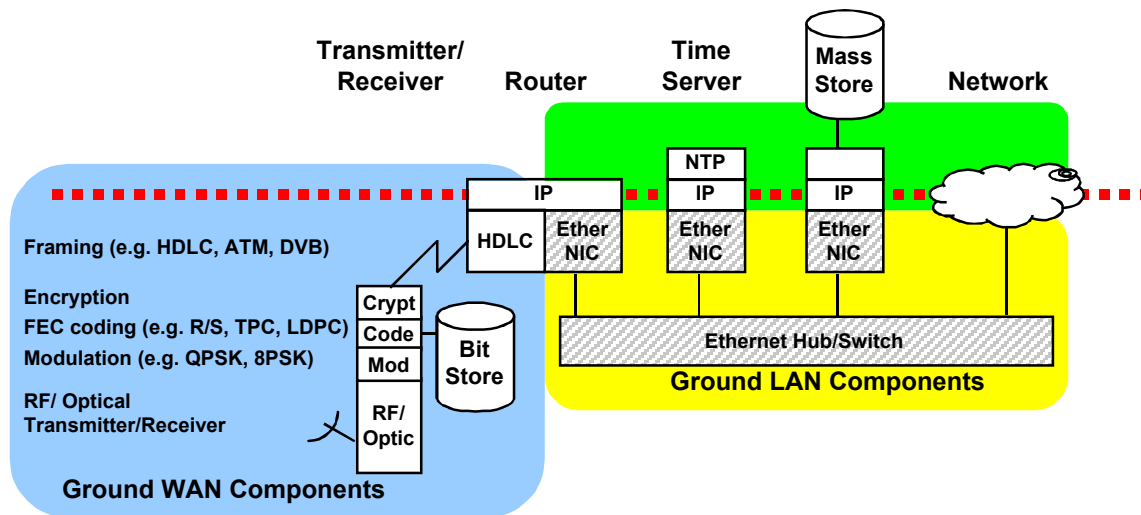 Transmitter/
Receiver
Router
Time
Server
Mass
Store
Network
NTP
IP
IP
IP
HDLC
Ether
NIC
Ether
NIC
Ether
NIC
Framing (e.g. HDLC, ATM, DVB)
Encryption
FEC coding (e.g. R/S, TPC, LDPC)
Modulation (e.g. QPSK, 8PSK)
RF/ Optical
Transmitter/Receiver
Crypt
Code
Mod
RF/
Optic
Bit
Store
Ethernet Hub/Switch
Ground LAN Components
Ground WAN Components